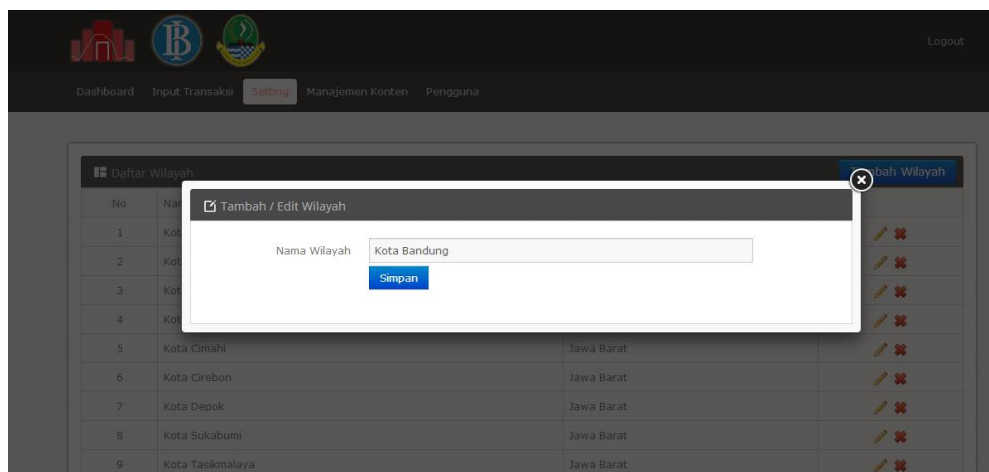 Logout
Dashboard Input Transaksi Setting Manajemen Konten Pengguna
Daftar Wilayah
Wilayah
No
Tambah / Edit Wilayah
Nama Wilayah Kota Bandung
Simpan
1
2
3
4
5 Kota Cimahi Jawa Barat
6 Kota Cirebon Jawa Barat
7 Kota Depok Jawa Barat
8 Kota Sukabumi Jawa Barat
9 Kota Tasikmalaya Jawa Barat